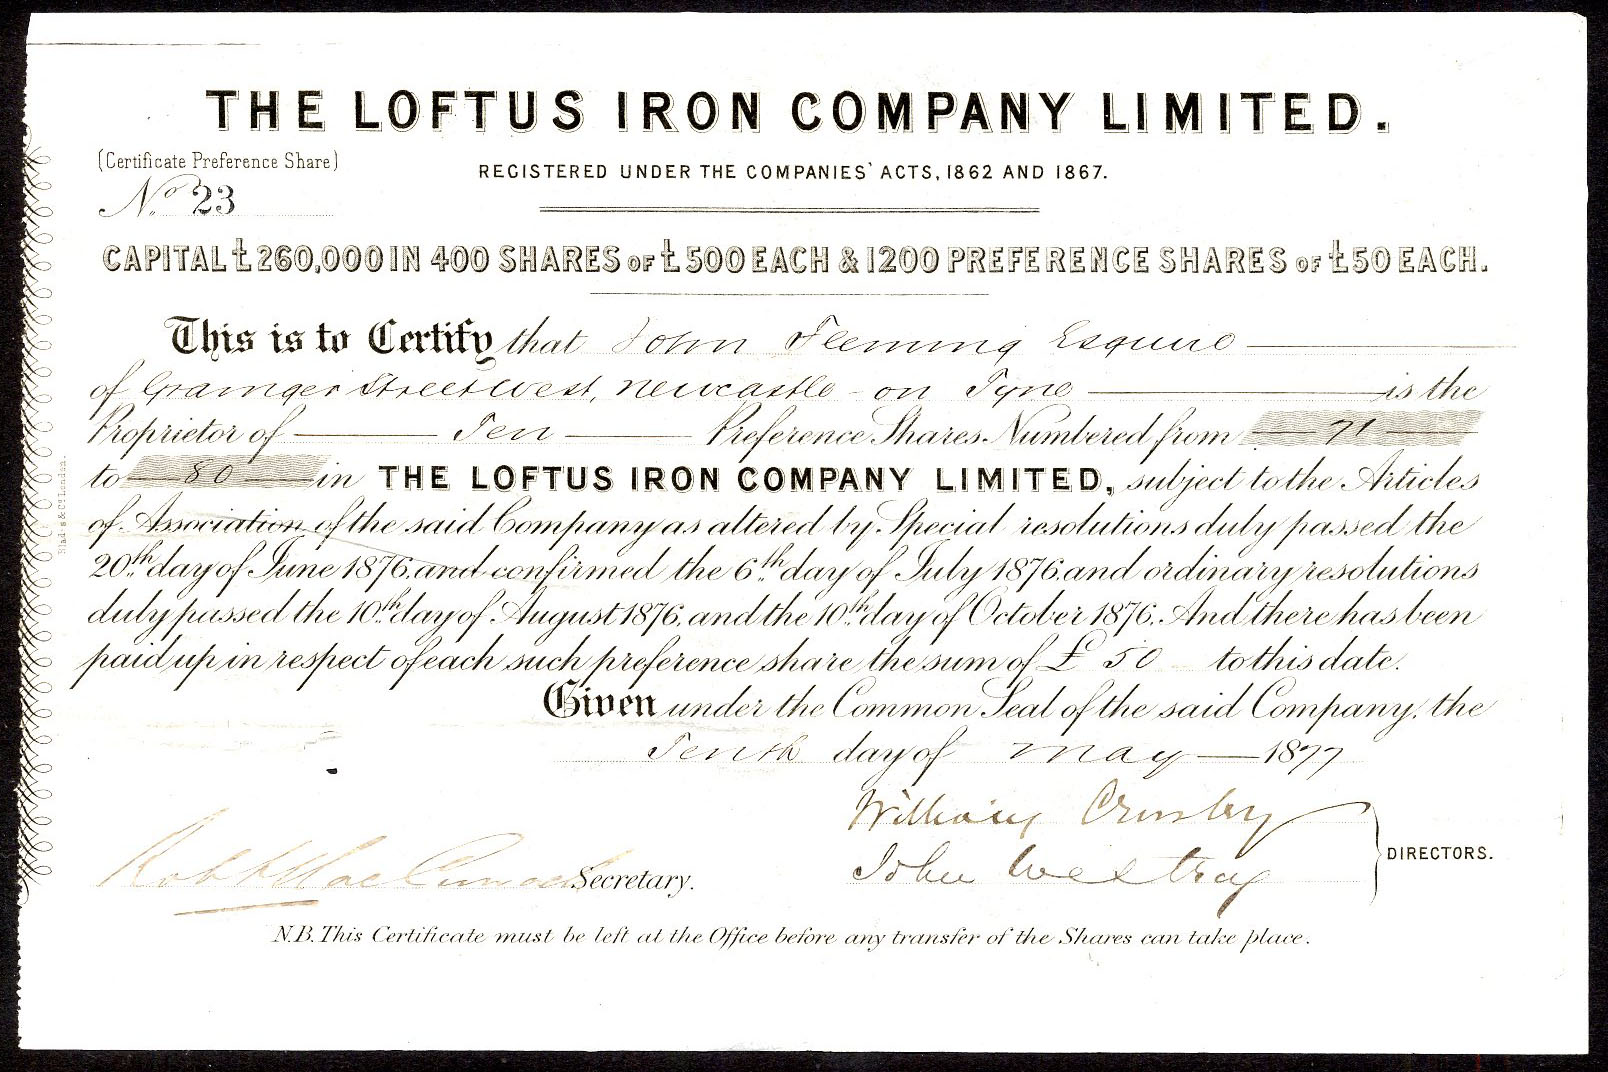 THE LOFTUS IRON COMPANY LIMITED.
(Certificate Preference Share)
REGISTERED UNDER THE COMPANIES' ACTS, 1862 AND 1867.
No. 23
CAPITAL £260,000 IN 400 SHARES OF £500 EACH & 1200 PREFERENCE SHARES OF £50 EACH.
This is to Certify that John Fleming Esquire
of Grainger Street West, Newcastle-on Tyne is the
Proprietor of Ten Preference Shares Numbered from 71
to 80 in THE LOFTUS IRON COMPANY LIMITED, subject to the Articles
of Association of the said Company as altered by Special resolutions duly passed the
20th day of June 1876, and confirmed the 6th day of July 1876, and ordinary resolutions
duly passed the 10th day of August 1876, and the 10th day of October 1876. And there has been
paid up in respect of each such preference share the sum of £ 50 to this date.
Given under the Common Seal of the said Company, the
Tenth day of May 1877
William Crosby
John Westray
DIRECTORS.
Secretary.
N.B. This Certificate must be left at the Office before any transfer of the Shares can take place.
& Co London.